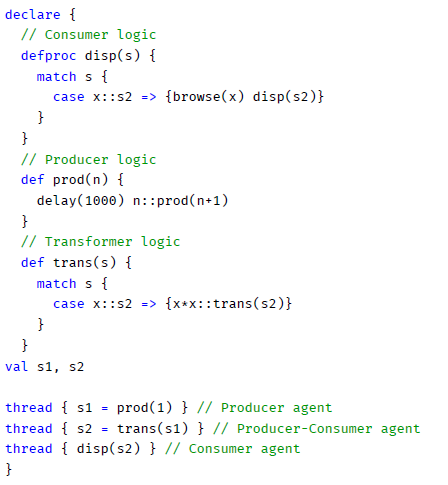 declare {
  // Consumer logic
  defproc disp(s) {
    match s {
      case x::s2 => {browse(x) disp(s2)}
    }
  }
  // Producer logic
  def prod(n) {
    delay(1000) n::prod(n+1)
  }
  // Transformer logic
  def trans(s) {
    match s {
      case x::s2 => {x*x::trans(s2)}
    }
  }
val s1, s2

thread { s1 = prod(1) } // Producer agent
thread { s2 = trans(s1) } // Producer-Consumer agent
thread { disp(s2) } // Consumer agent
}